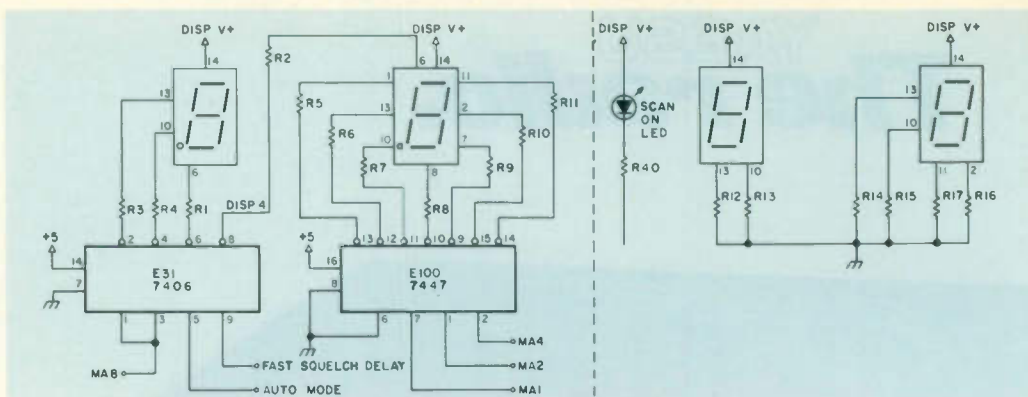 DISP V+
14
13
10
6
R3
R4
R1
R2
DISP 4
+5
14
7
2
4
6
8
E31
7406
1
3
5
9
MA8
FAST SQUELCH DELAY
AUTO MODE
DISP V+
6
14
1
11
13
2
10
7
8
R5
R6
R7
R8
R9
R10
R11
+5
16
8
13
12
11
10
9
15
14
E100
7447
6
7
1
2
MA4
MA2
MA1
DISP V+
SCAN
ON
LED
R40
DISP V+
14
13
10
R12
R13
DISP V+
14
13
10
11
2
R14
R15
R17
R16